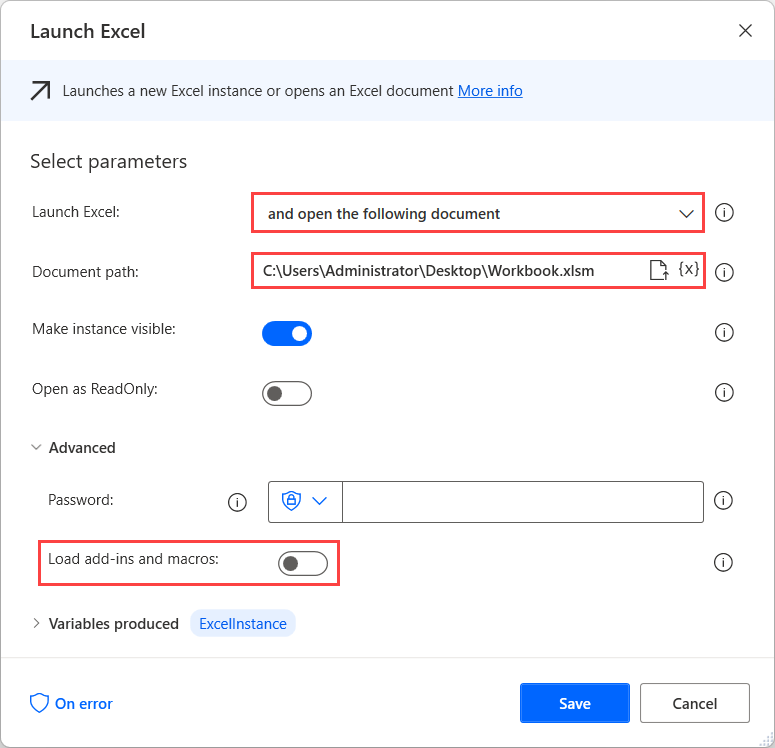 Launch Excel
Launches a new Excel instance or opens an Excel document More info
Select parameters
Launch Excel: and open the following document
Document path: C:\Users\Administrator\Desktop\Workbook.xlsm {x}
Make instance visible:
Open as ReadOnly:
Advanced
Password:
Load add-ins and macros:
Variables produced ExcelInstance
On error Save Cancel